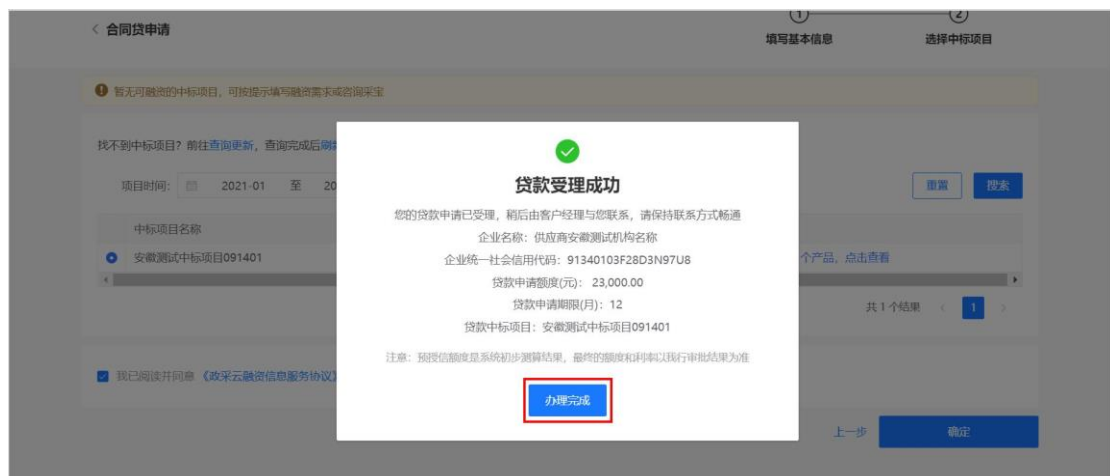 合同贷申请
1
2
填写基本信息
选择中标项目
暂无可融资的中标项目，可按提示填写融资需求或咨询采宝
找不到中标项目？前往查询更新，查询完成后刷新
项目时间：
2021-01 至 20
重置
搜索
中标项目名称
安徽测试中标项目091401
个产品，点击查看
共 1 个结果
1
我已阅读并同意《政采云融资信息服务协议》
上一步
确定
贷款受理成功
您的贷款申请已受理，稍后由客户经理与您联系，请保持联系方式畅通
企业名称：供应商安徽测试机构名称
企业统一社会信用代码：91340103F28D3N97U8
贷款申请额度(元)： 23,000.00
贷款申请期限(月)：12
贷款中标项目：安徽测试中标项目091401
注意：预授信额度是系统初步测算结果，最终的额度和利率以我行审批结果为准
办理完成